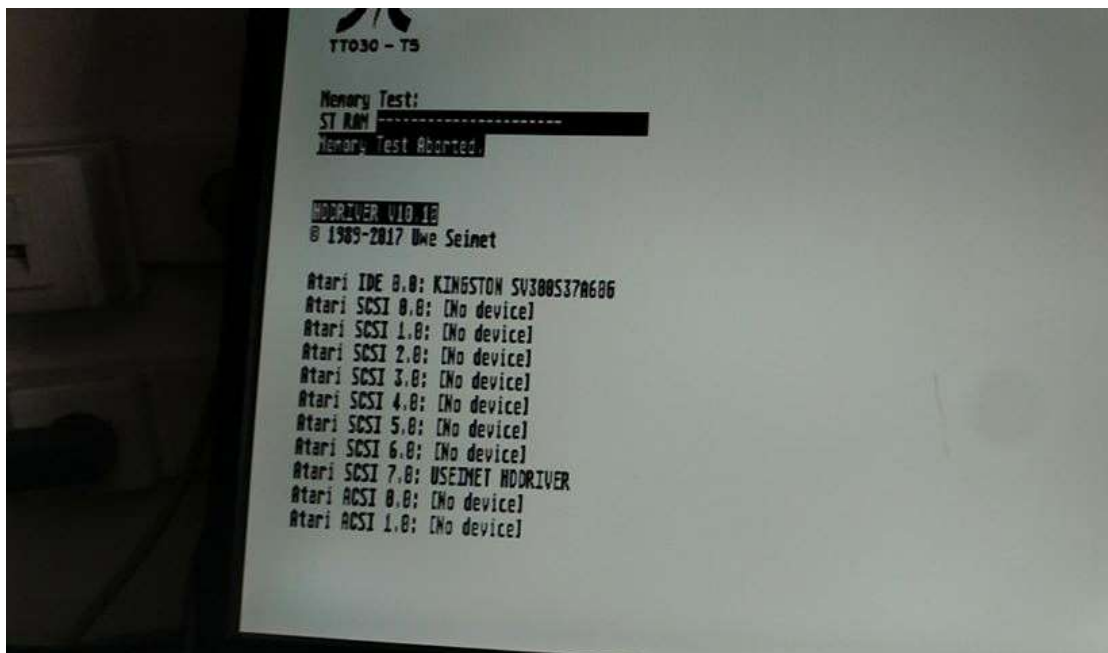 TT030 - T5
Memory Test:
ST RAM ----------------------
Memory Test Aborted.
HDDRIVER V10.10
© 1989-2017 Uwe Seimet
Atari IDE 0.0: KINGSTON SV300S37A60G
Atari SCSI 0.0: [No device]
Atari SCSI 1.0: [No device]
Atari SCSI 2.0: [No device]
Atari SCSI 3.0: [No device]
Atari SCSI 4.0: [No device]
Atari SCSI 5.0: [No device]
Atari SCSI 6.0: [No device]
Atari SCSI 7.0: USEIMET HDDRIVER
Atari ACSI 0.0: [No device]
Atari ACSI 1.0: [No device]